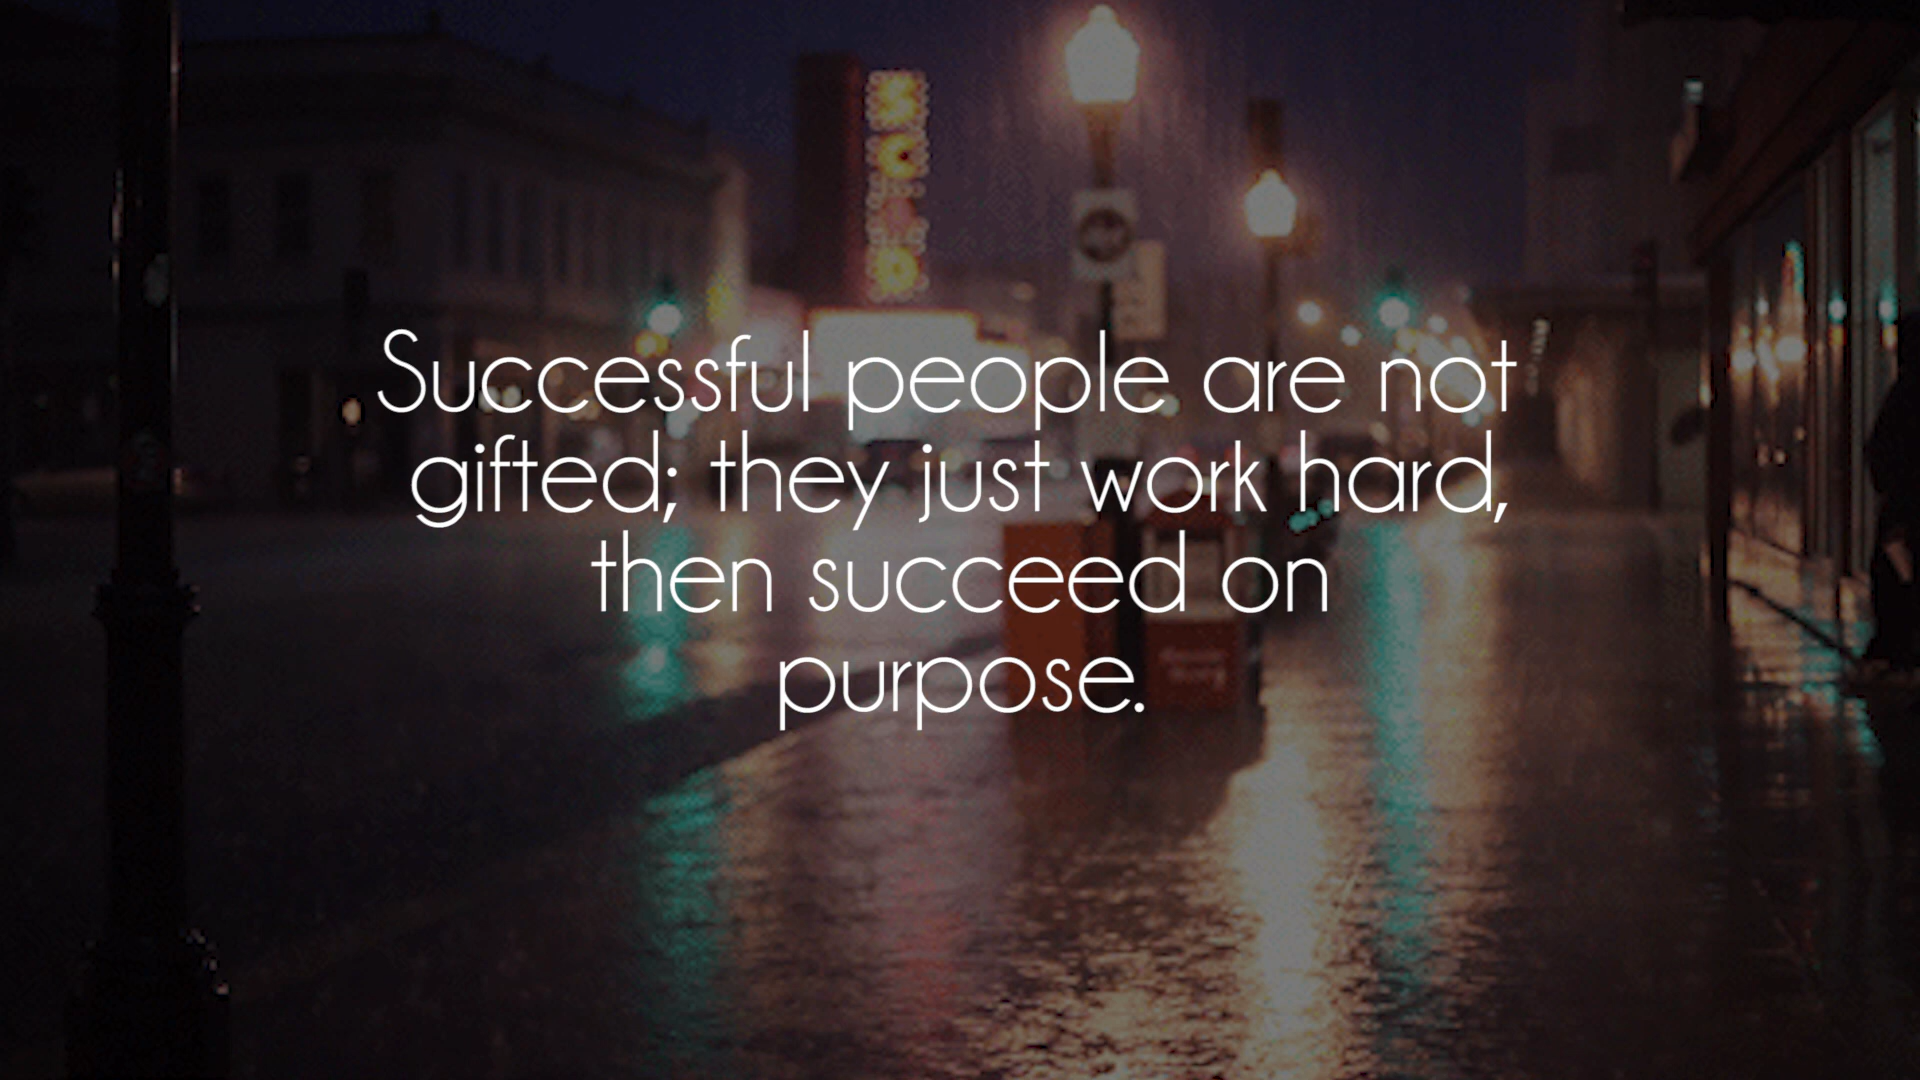 Successful people are not
gifted; they just work hard,
then succeed on
purpose.